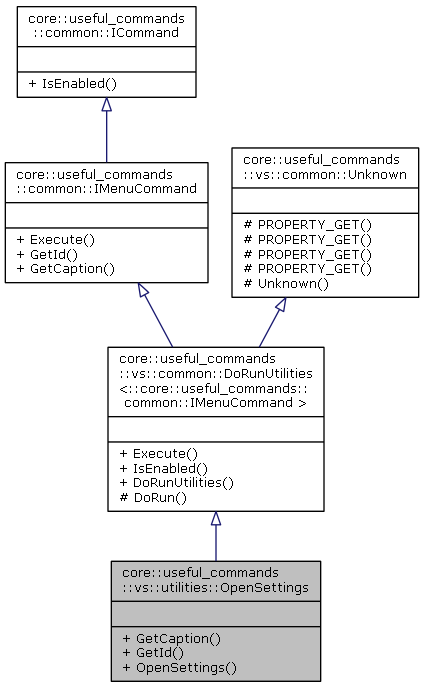 core::useful_commands
::common::ICommand
+ IsEnabled()
core::useful_commands
::common::IMenuCommand
+ Execute()
+ GetId()
+ GetCaption()
core::useful_commands
::vs::common::Unknown
# PROPERTY_GET()
# PROPERTY_GET()
# PROPERTY_GET()
# PROPERTY_GET()
# Unknown()
core::useful_commands
::vs::common::DoRunUtilities
<::core::useful_commands::
common::IMenuCommand >
+ Execute()
+ IsEnabled()
+ DoRunUtilities()
# DoRun()
core::useful_commands
::vs::utilities::OpenSettings
+ GetCaption()
+ GetId()
+ OpenSettings()